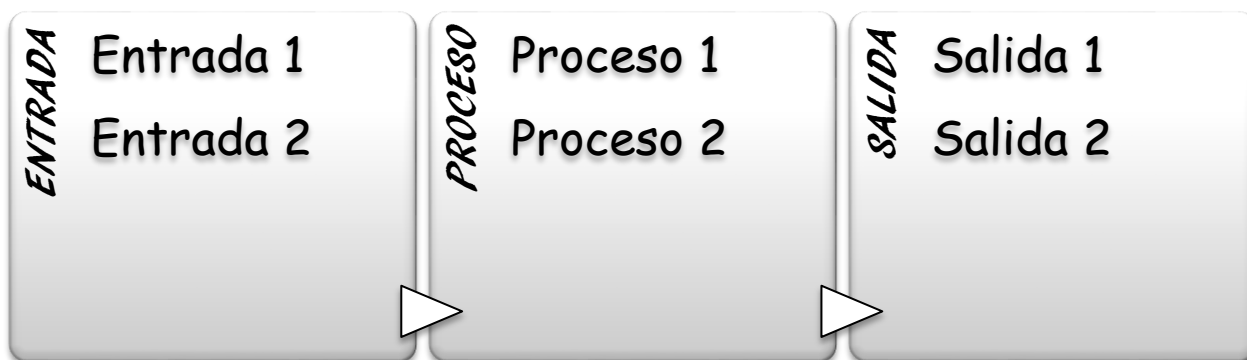 ENTRADA
Entrada 1
Entrada 2
PROCESO
Proceso 1
Proceso 2
SALIDA
Salida 1
Salida 2